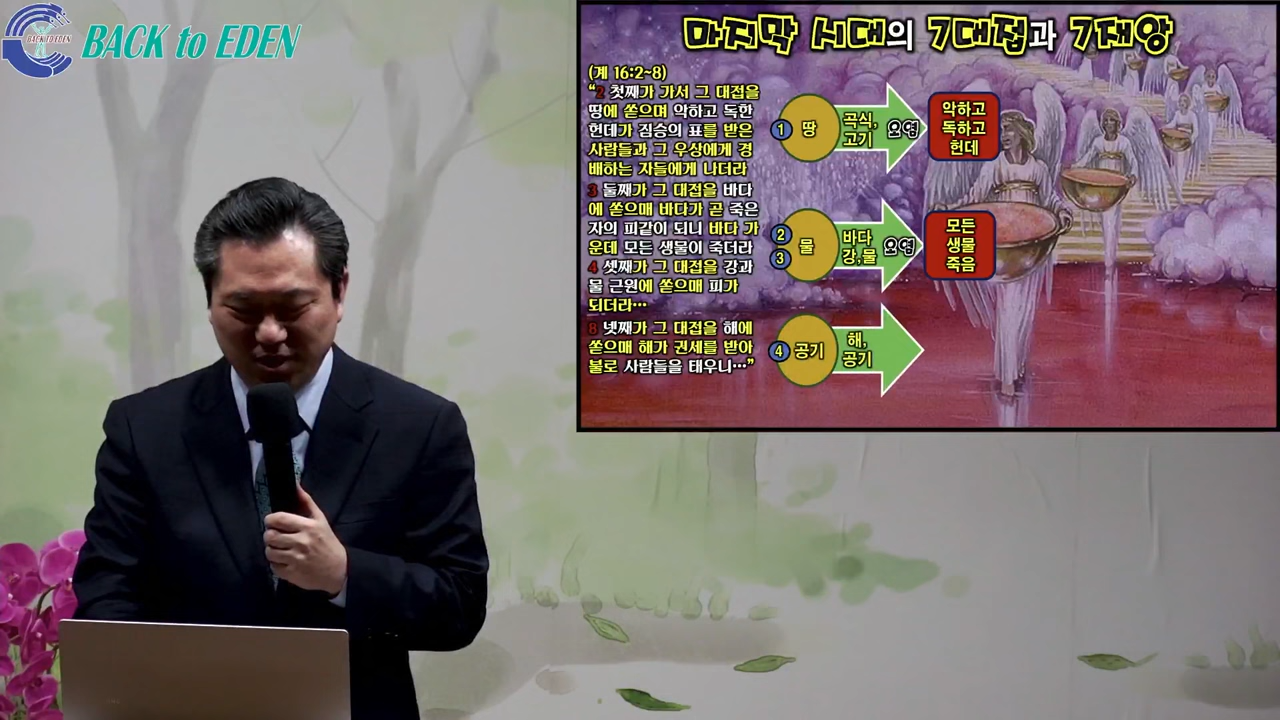 BACK to EDEN
BACK TO EDEN
마지막 시대의 7대접과 7재앙
(계 16:2~8)
“2 첫째가 가서 그 대접을
땅에 쏟으며 악하고 독한
헌데가 짐승의 표를 받은
사람들과 그 우상에게 경
배하는 자들에게 나더라
3 둘째가 그 대접을 바다
에 쏟으매 바다가 곧 죽은
자의 피같이 되니 바다 가
운데 모든 생물이 죽더라
4 셋째가 그 대접을 강과
물 근원에 쏟으매 피가
되더라…
8 넷째가 그 대접을 해에
쏟으매 해가 권세를 받아
불로 사람들을 태우니…”
1 땅
곡식,
고기
오염
악하고
독하고
헌데
2
3
물
바다
강,물
오염
모든
생물
죽음
4 공기
해,
공기